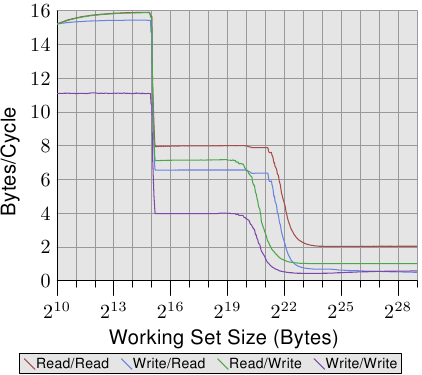 16
14
12
10
8
6
4
2
0
Bytes/Cycle
2^10 2^13 2^16 2^19 2^22 2^25 2^28
Working Set Size (Bytes)
Read/Read Write/Read Read/Write Write/Write